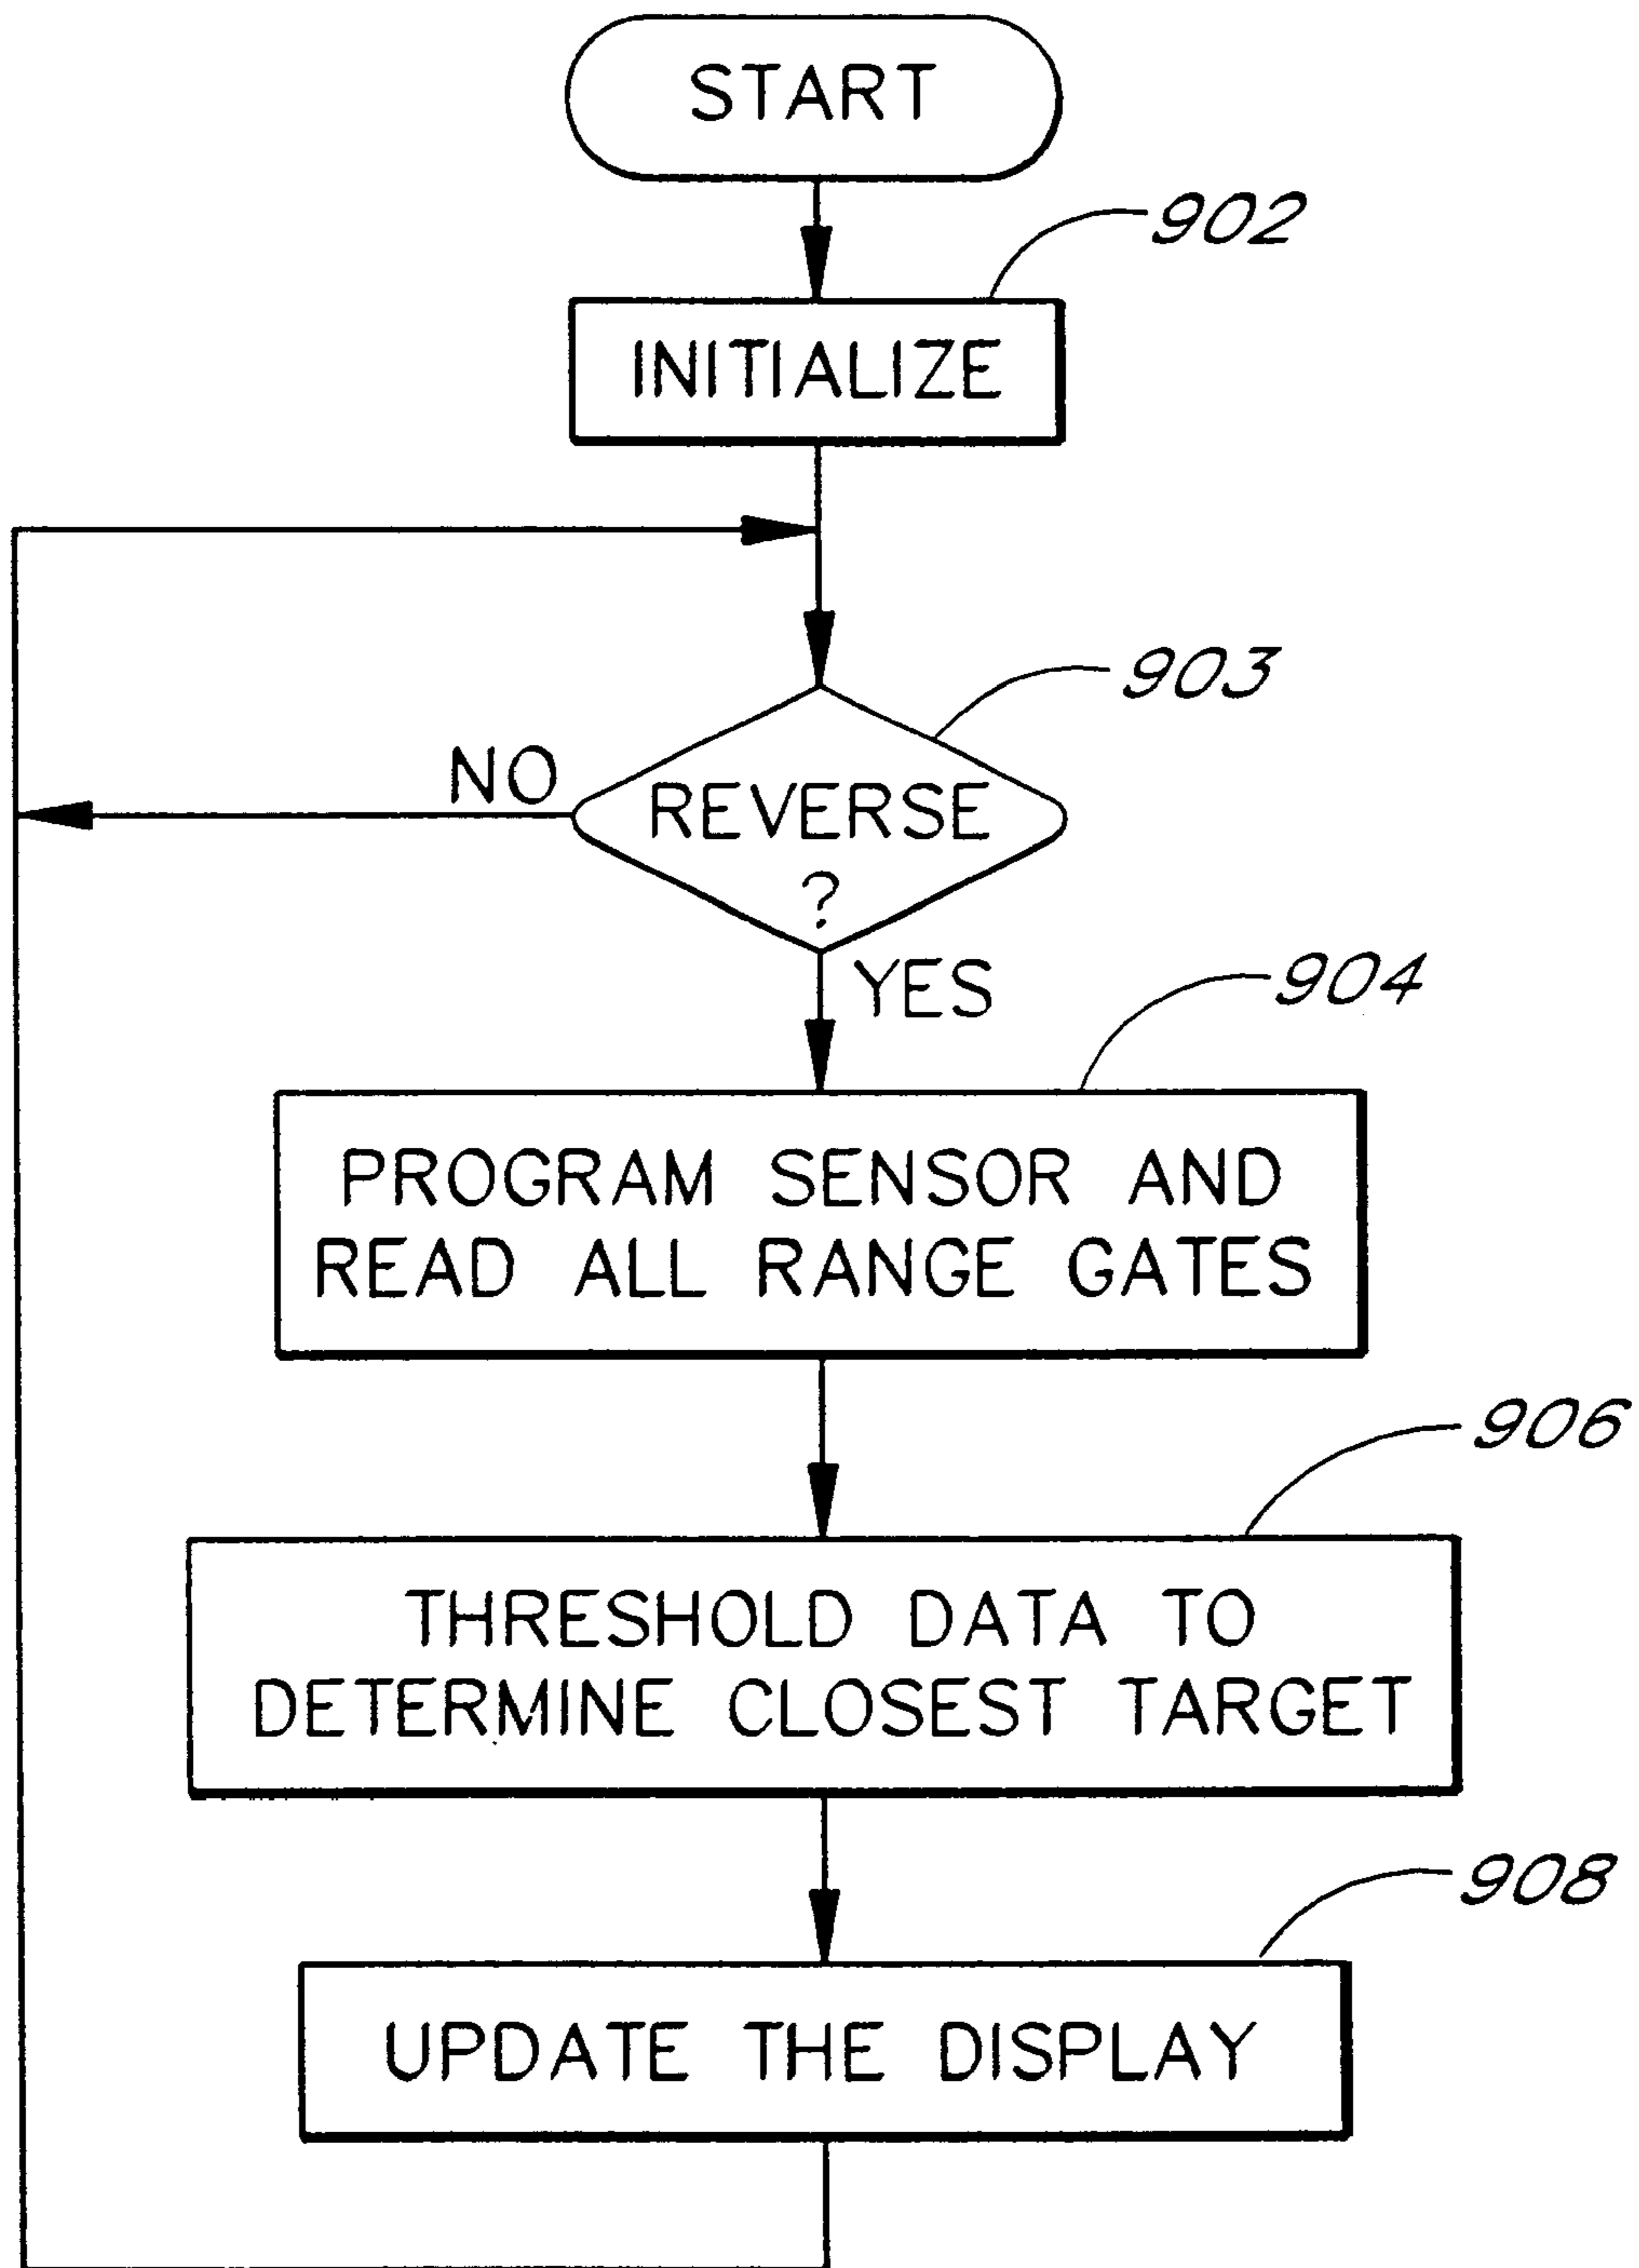 START
902
INITIALIZE
903
NO
REVERSE
?
YES
904
PROGRAM SENSOR AND
READ ALL RANGE GATES
906
THRESHOLD DATA TO
DETERMINE CLOSEST TARGET
908
UPDATE THE DISPLAY